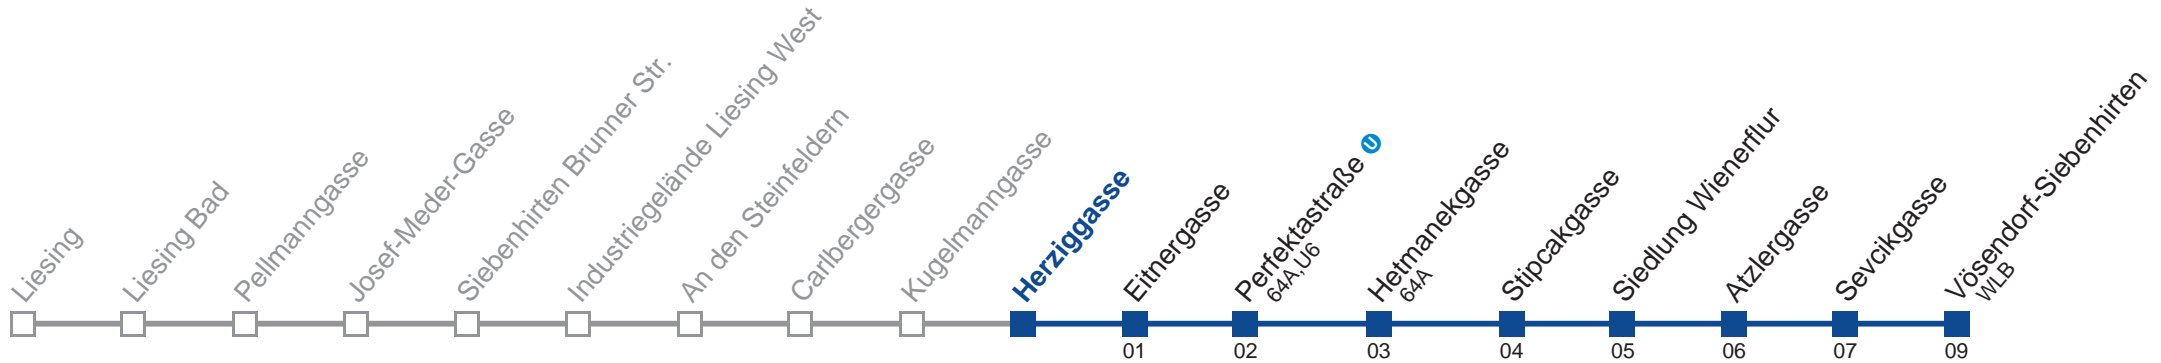 Liesing
Liesing Bad
Pellmanngasse
Josef-Meder-Gasse
Siebenhirten Brunner Str.
Industriegelände Liesing West
An den Steinfeldern
Carlbergergasse
Kugelmanngasse
Herziggasse
Eitnergasse
Perfektastraße U
64A,U6
Hetmanekgasse
64A
Stipcakgasse
Siedlung Wienerflur
Atzlergasse
Sevcikgasse
Vösendorf-Siebenhirten
WLB
01 02 03 04 05 06 07 09